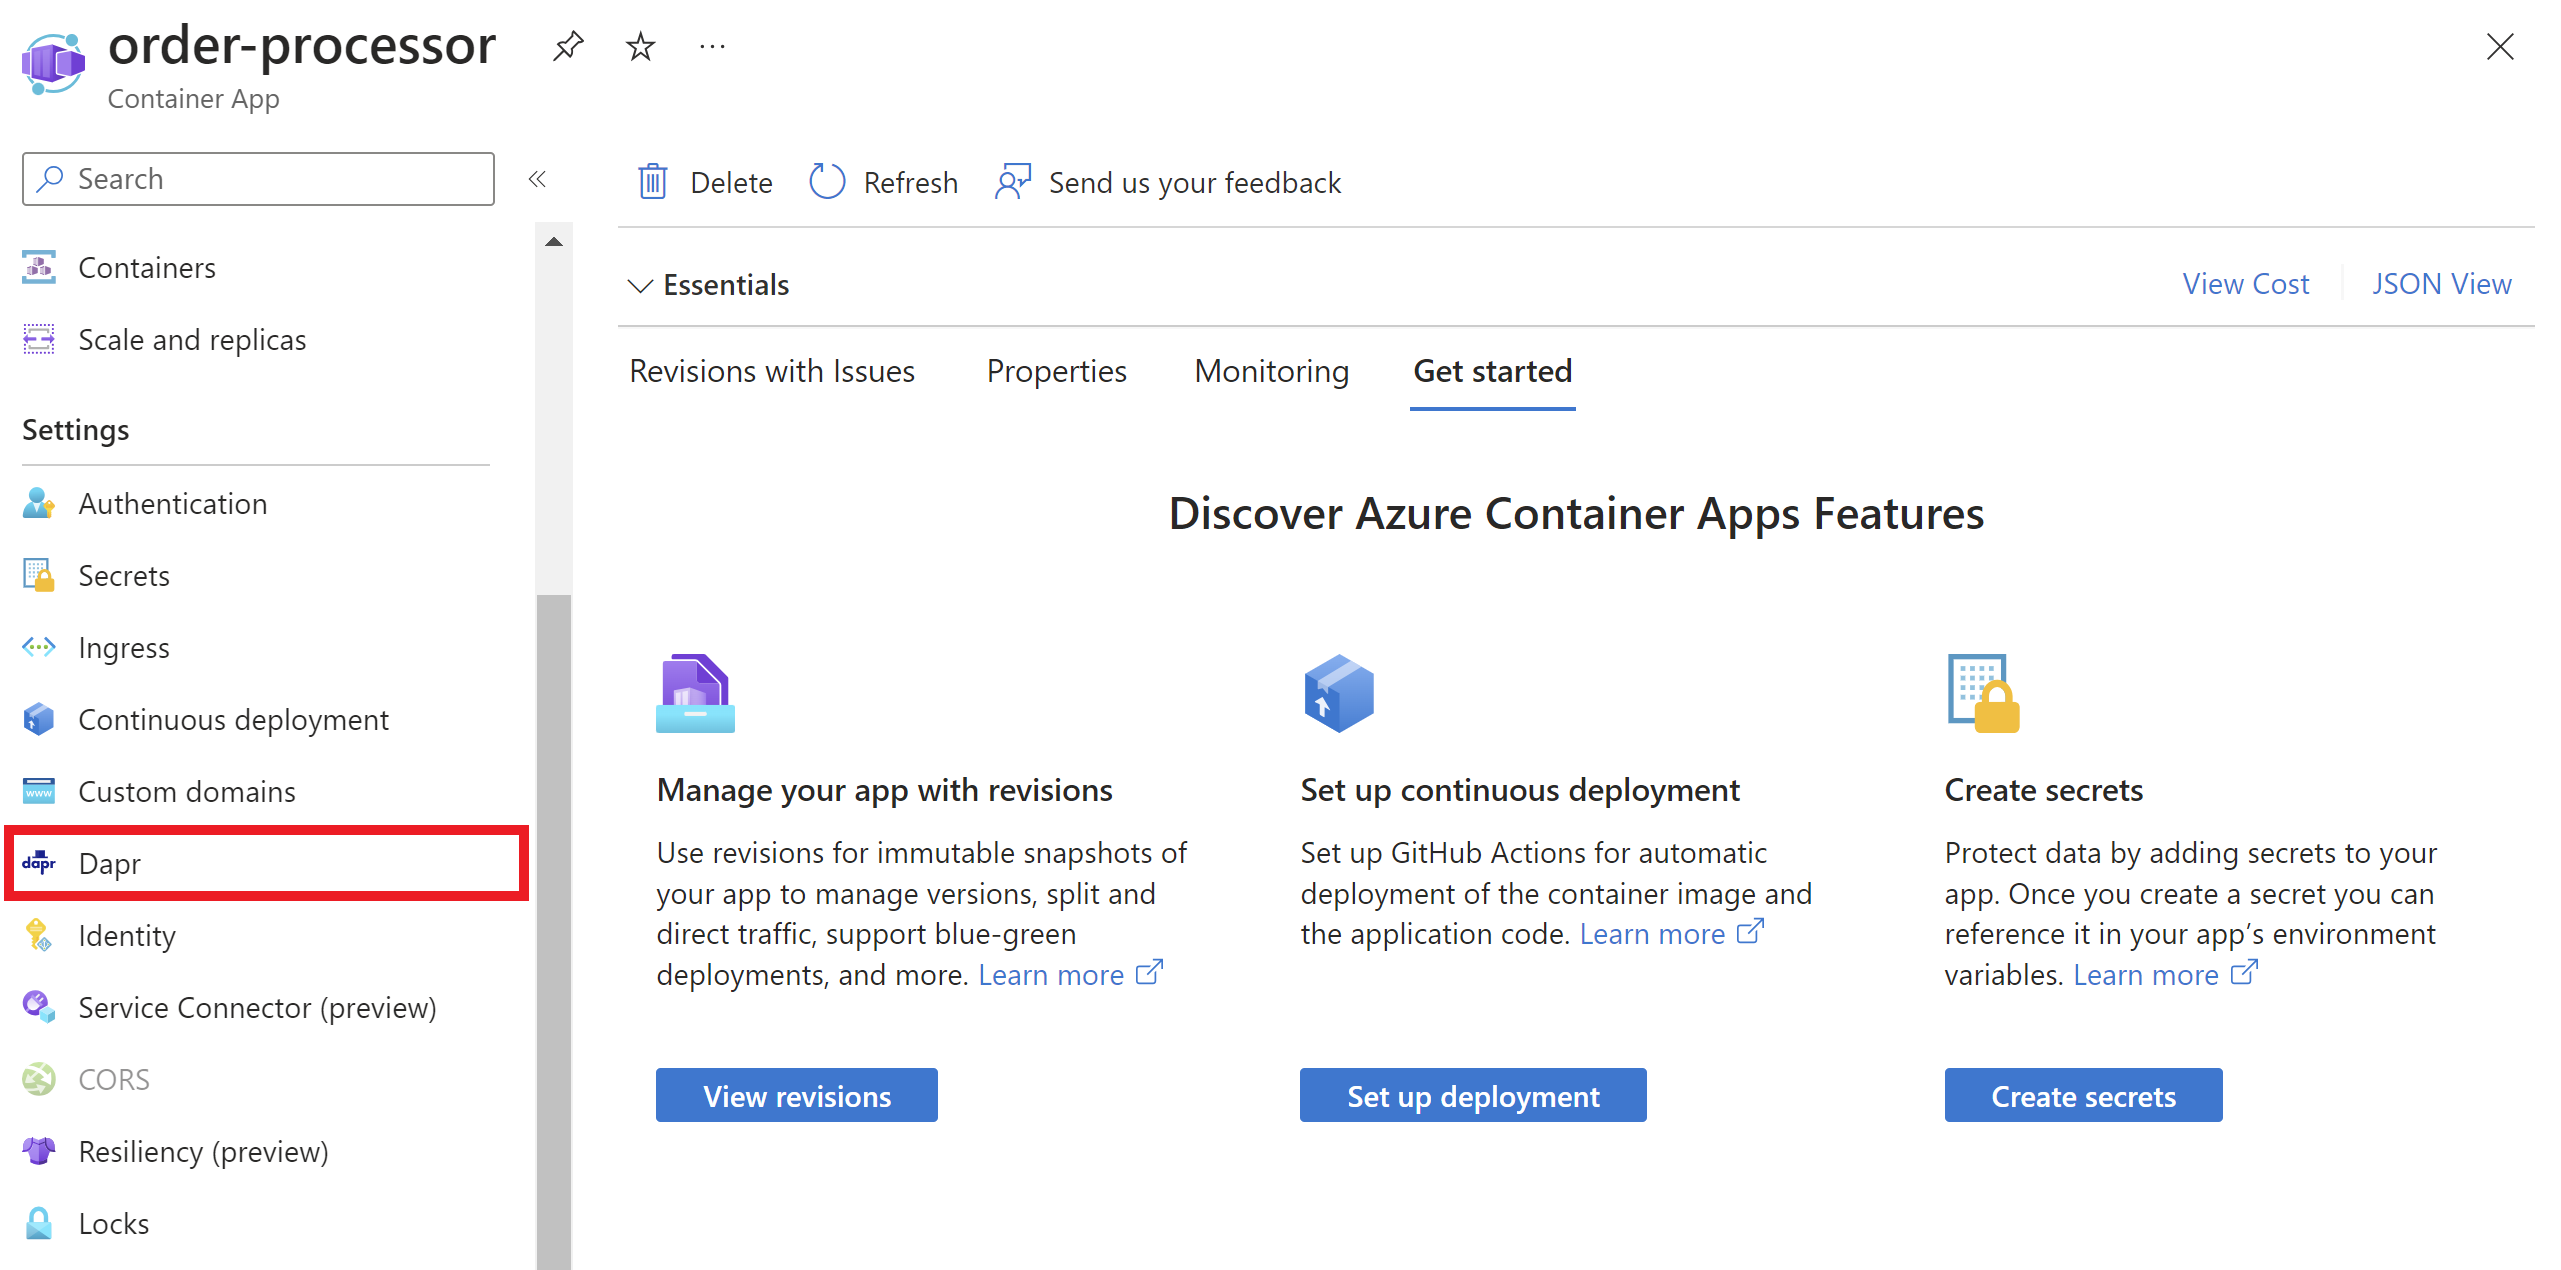 order-processor
Container App
Search
Containers
Scale and replicas
Settings
Authentication
Secrets
Ingress
Continuous deployment
www
Custom domains
dapr
Dapr
Identity
Service Connector (preview)
CORS
Resiliency (preview)
Locks
Delete
Refresh
Send us your feedback
Essentials
View Cost
JSON View
Revisions with Issues
Properties
Monitoring
Get started
Discover Azure Container Apps Features
Manage your app with revisions
Use revisions for immutable snapshots of
your app to manage versions, split and
direct traffic, support blue-green
deployments, and more. Learn more
View revisions
Set up continuous deployment
Set up GitHub Actions for automatic
deployment of the container image and
the application code. Learn more
Set up deployment
Create secrets
Protect data by adding secrets to your
app. Once you create a secret you can
reference it in your app’s environment
variables. Learn more
Create secrets